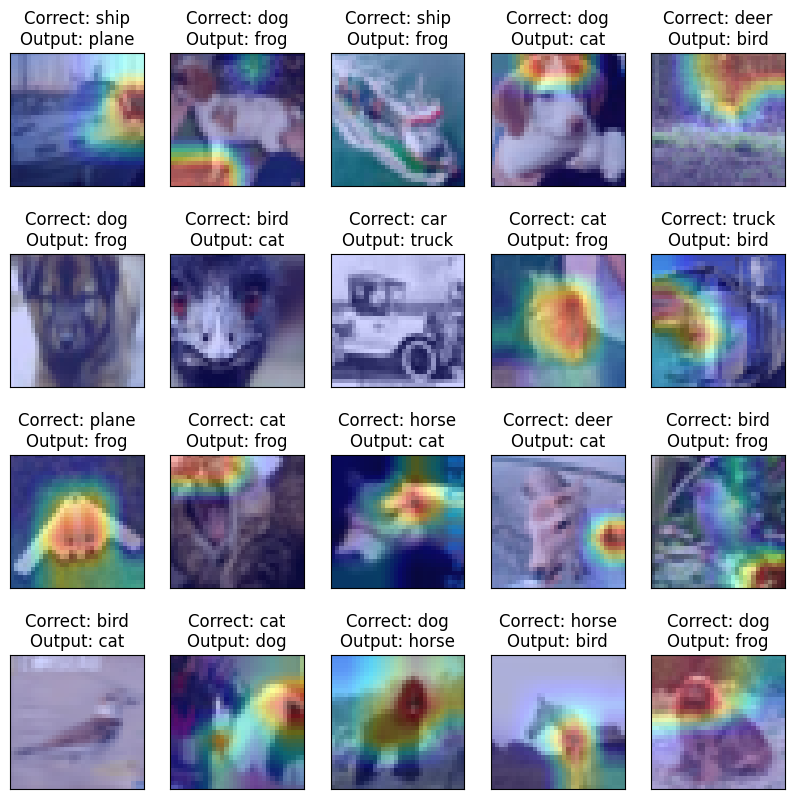 Correct: ship
Output: plane
Correct: dog
Output: frog
Correct: ship
Output: frog
Correct: dog
Output: cat
Correct: deer
Output: bird
Correct: dog
Output: frog
Correct: bird
Output: cat
Correct: car
Output: truck
Correct: cat
Output: frog
Correct: truck
Output: bird
Correct: plane
Output: frog
Correct: cat
Output: frog
Correct: horse
Output: cat
Correct: deer
Output: cat
Correct: bird
Output: frog
Correct: bird
Output: cat
Correct: cat
Output: dog
Correct: dog
Output: horse
Correct: horse
Output: bird
Correct: dog
Output: frog